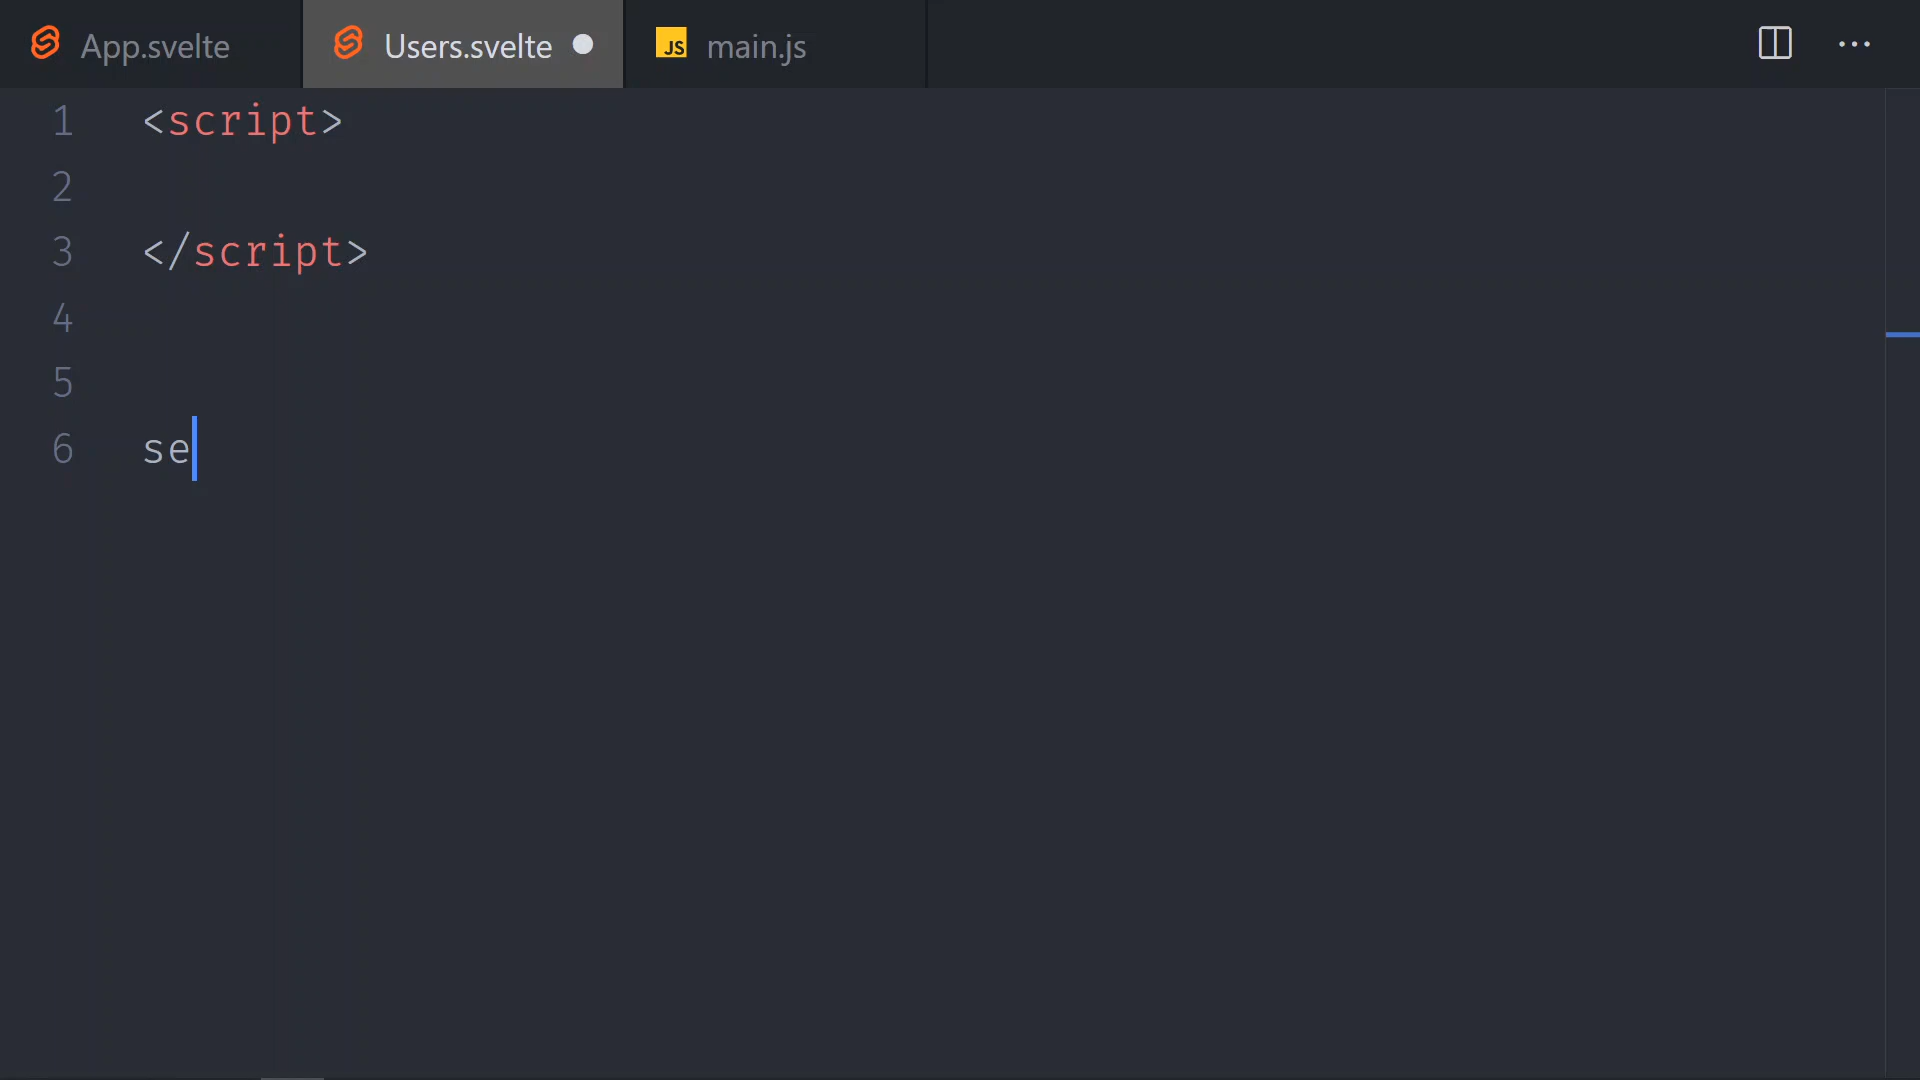 App.svelte Users.svelte JS main.js
1 <script>
2
3 </script>
4
5
6 se